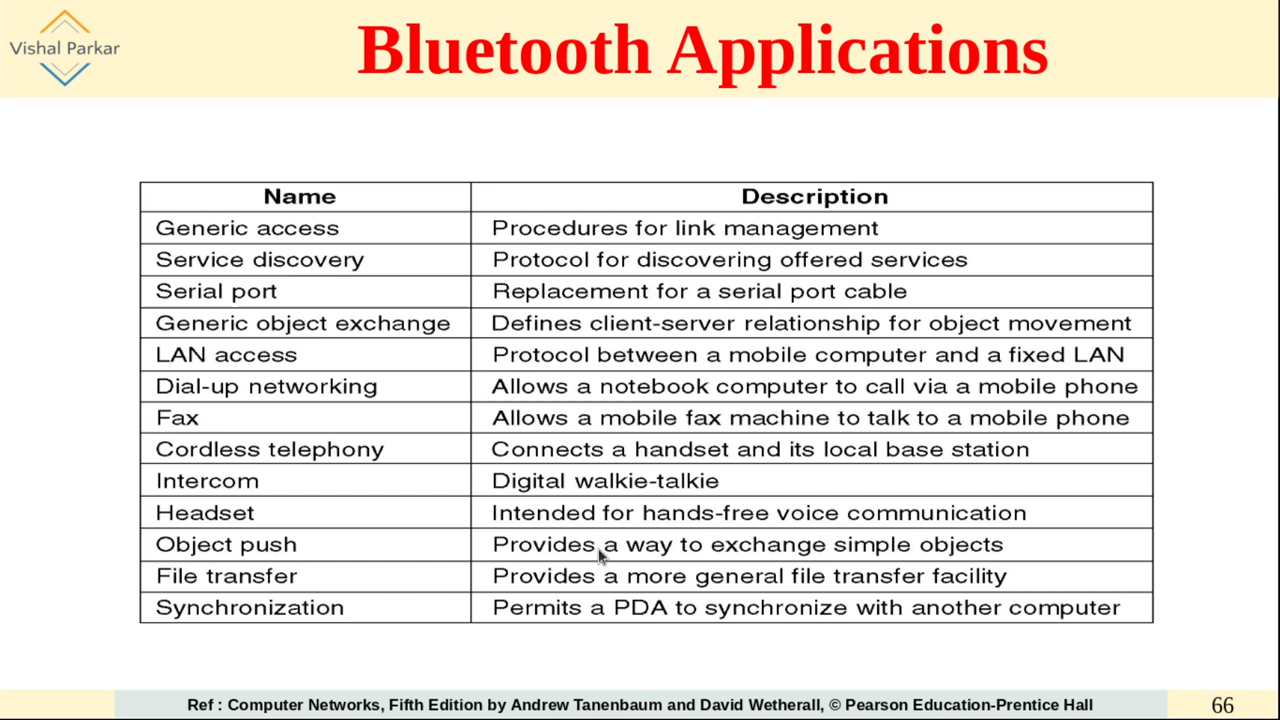 Vishal Parkar
Bluetooth Applications
Name Description
Generic access Procedures for link management
Service discovery Protocol for discovering offered services
Serial port Replacement for a serial port cable
Generic object exchange Defines client-server relationship for object movement
LAN access Protocol between a mobile computer and a fixed LAN
Dial-up networking Allows a notebook computer to call via a mobile phone
Fax Allows a mobile fax machine to talk to a mobile phone
Cordless telephony Connects a handset and its local base station
Intercom Digital walkie-talkie
Headset Intended for hands-free voice communication
Object push Provides a way to exchange simple objects
File transfer Provides a more general file transfer facility
Synchronization Permits a PDA to synchronize with another computer
Ref : Computer Networks, Fifth Edition by Andrew Tanenbaum and David Wetherall, © Pearson Education-Prentice Hall 66